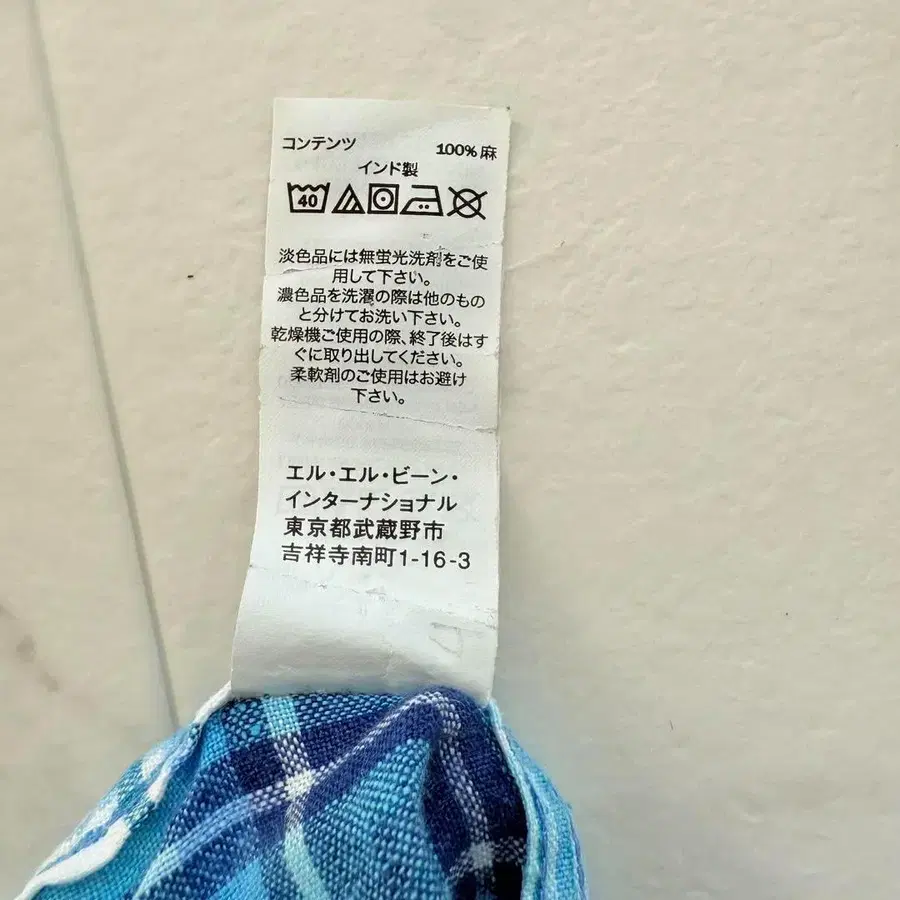 コンテンツ 100% 麻
インド製
40
淡色品には無蛍光洗剤をご使
用して下さい。
濃色品を洗濯の際は他のもの
と分けてお洗い下さい。
乾燥機ご使用の際、終了後はす
ぐに取り出してください。
柔軟剤のご使用はお避け
下さい。
エル・エル・ビーン・
インターナショナル
東京都武蔵野市
吉祥寺南町1-16-3